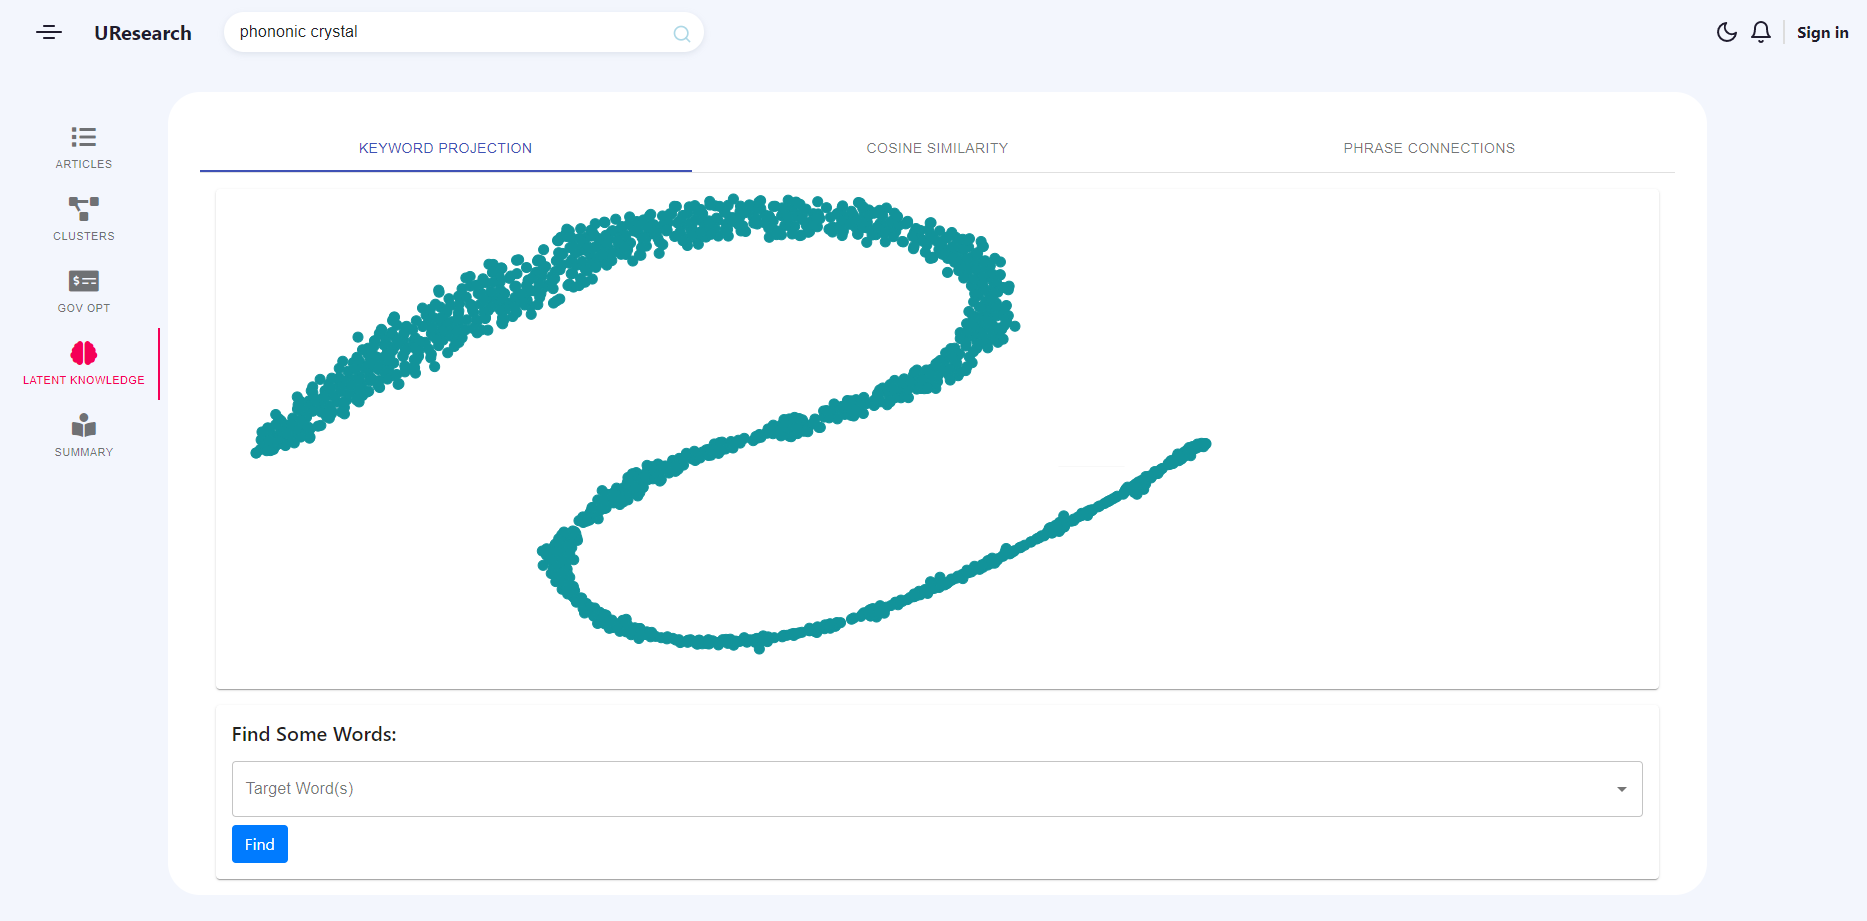 UResearch
phononic crystal
Sign in
ARTICLES
CLUSTERS
GOV OPT
LATENT KNOWLEDGE
SUMMARY
KEYWORD PROJECTION
COSINE SIMILARITY
PHRASE CONNECTIONS
Find Some Words:
Target Word(s)
Find